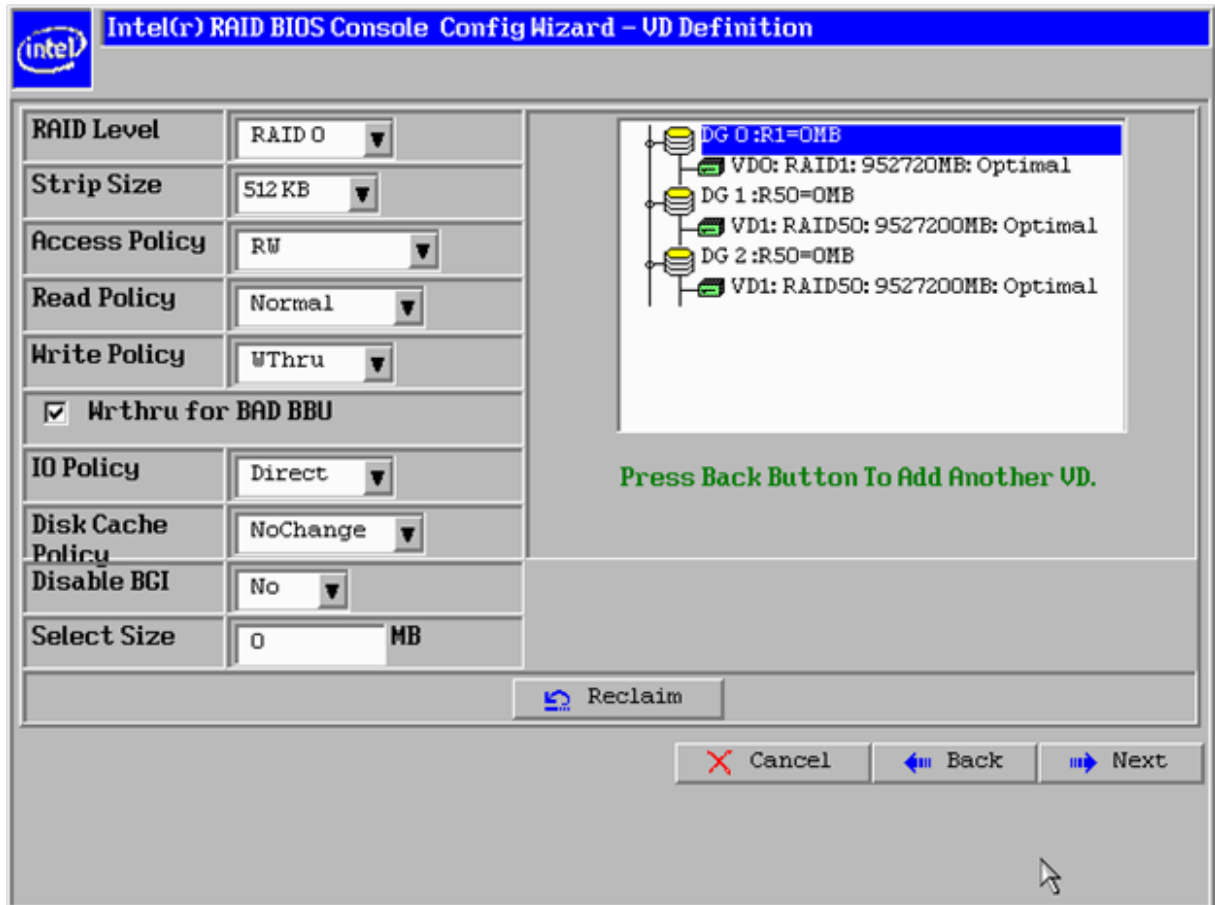 intel
Intel(r) RAID BIOS Console Config Wizard – VD Definition
RAID Level
RAID 0
Strip Size
512 KB
Access Policy
RW
Read Policy
Normal
Write Policy
WThru
Wrthru for BAD BBU
IO Policy
Direct
Disk Cache
Policy
NoChange
Disable BGI
No
Select Size
0
MB
DG 0 :R1=0MB
VD0: RAID1: 952720MB: Optimal
DG 1 :R50=0MB
VD1: RAID50: 9527200MB: Optimal
DG 2 :R50=0MB
VD1: RAID50: 9527200MB: Optimal
Press Back Button To Add Another VD.
Reclaim
Cancel
Back
Next